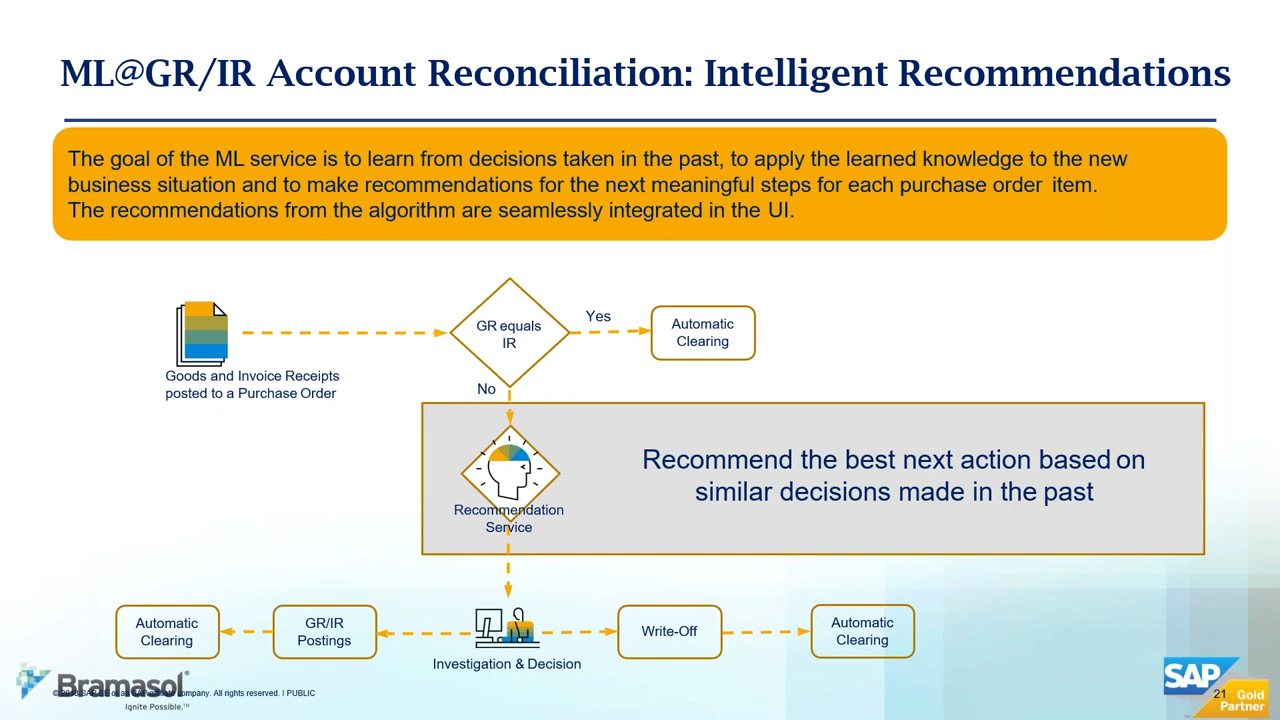 ML@GR/IR Account Reconciliation: Intelligent Recommendations
The goal of the ML service is to learn from decisions taken in the past, to apply the learned knowledge to the new
business situation and to make recommendations for the next meaningful steps for each purchase order item.
The recommendations from the algorithm are seamlessly integrated in the UI.
GR equals
IR
Yes
Automatic
Clearing
Goods and Invoice Receipts
posted to a Purchase Order
No
Recommendation
Service
Recommend the best next action based on
similar decisions made in the past
Automatic
Clearing
GR/IR
Postings
Investigation & Decision
Write-Off
Automatic
Clearing
Bramasol
Ignite Possible.™
company. All rights reserved. I PUBLIC
SAP
21
Gold
Partner